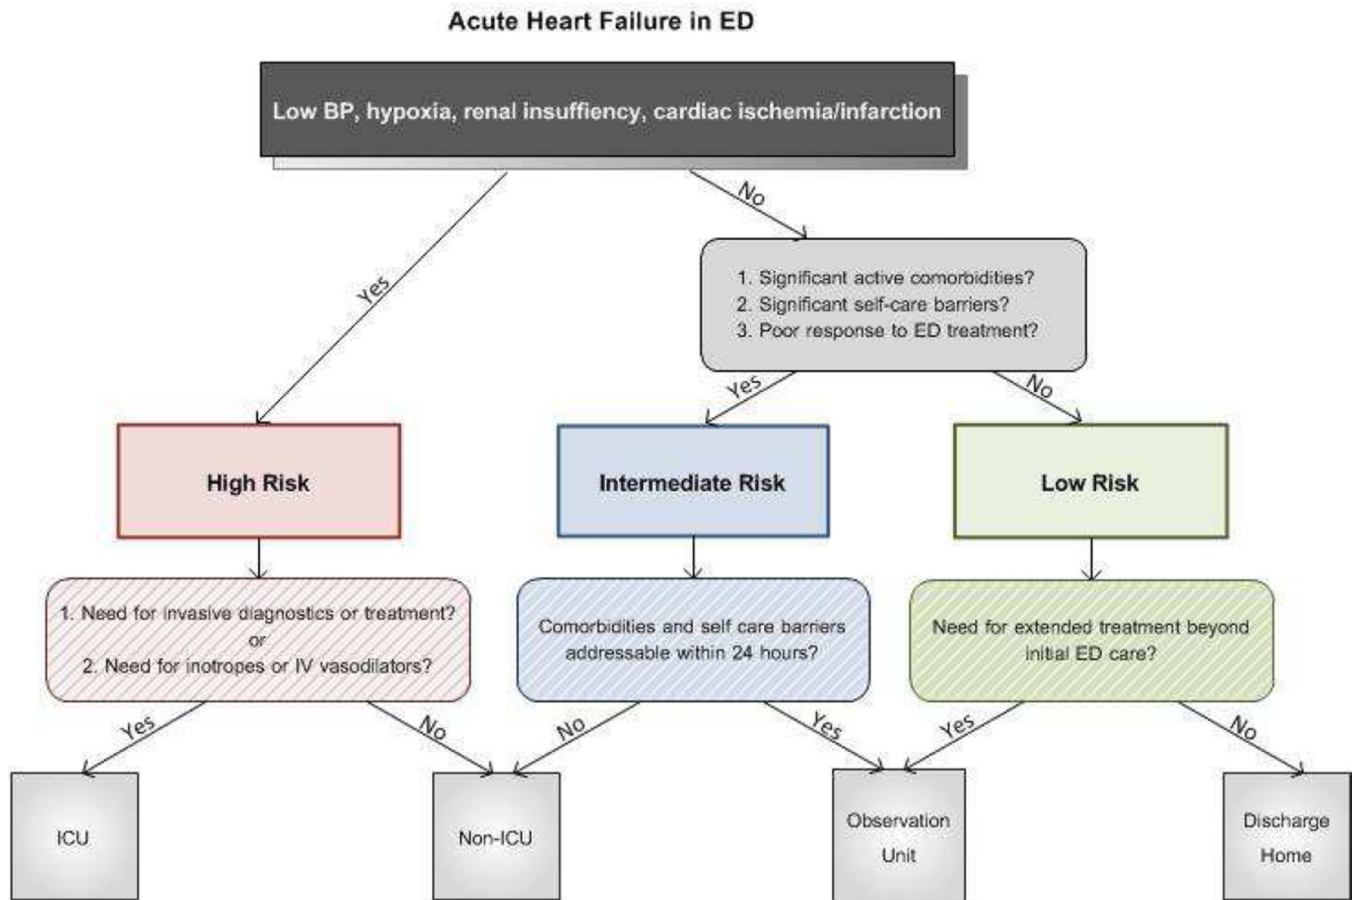 Acute Heart Failure in ED
Low BP, hypoxia, renal insuffiency, cardiac ischemia/infarction
Yes
No
1. Significant active comorbidities?
2. Significant self-care barriers?
3. Poor response to ED treatment?
Yes
No
High Risk
Intermediate Risk
Low Risk
1. Need for invasive diagnostics or treatment?
or
2. Need for inotropes or IV vasodilators?
Comorbidities and self care barriers
addressable within 24 hours?
Need for extended treatment beyond
initial ED care?
Yes
No
No
Yes
Yes
No
ICU
Non-ICU
Observation
Unit
Discharge
Home